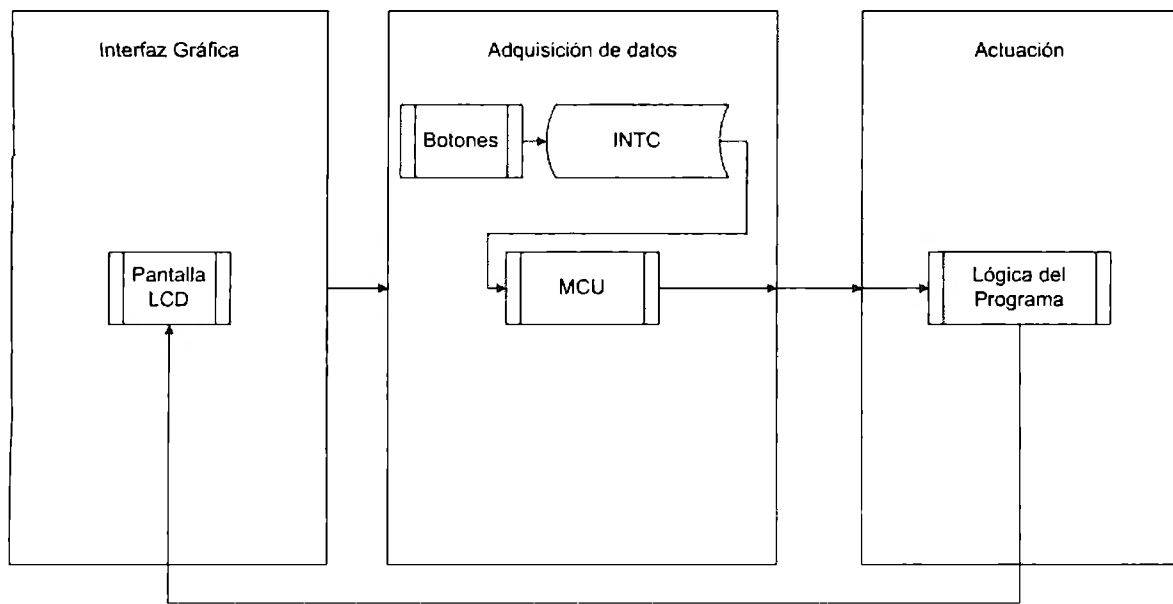 Interfaz Gráfica
Adquisición de datos
Actuación
Botones
INTC
Pantalla
LCD
MCU
Lógica del
Programa